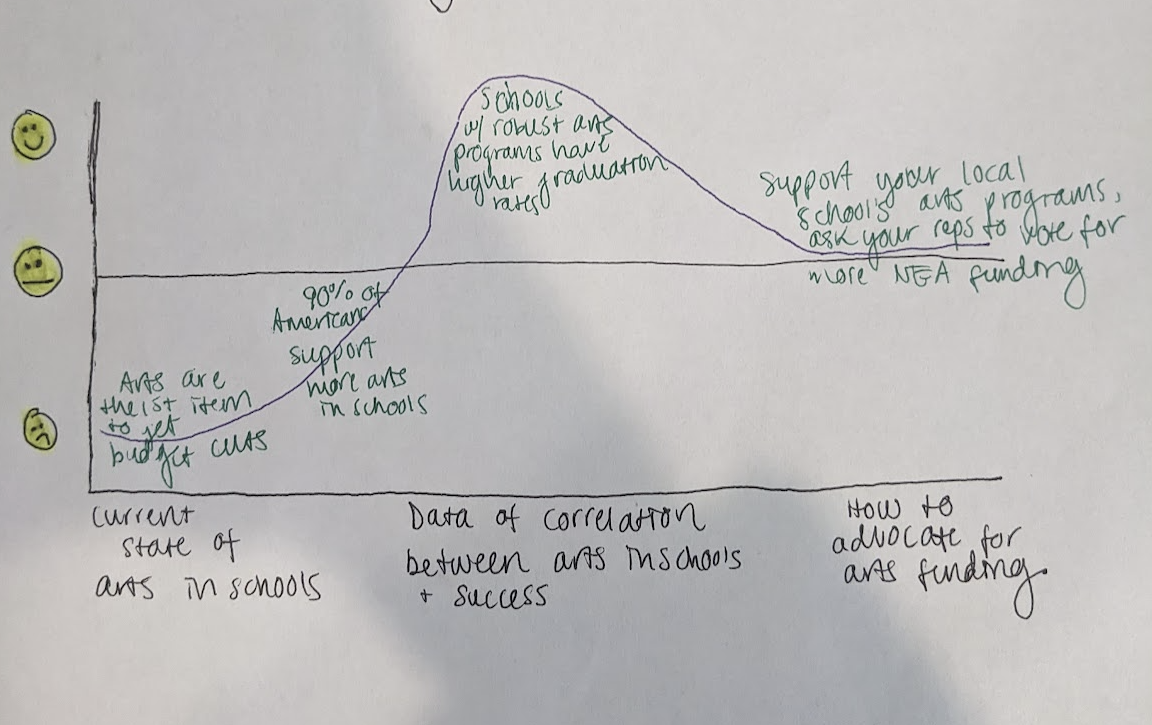 Schools
w/ robust arts
programs have
higher graduation
rates
support your local
school's arts programs,
ask your reps to vote for
more NEA funding
90% of
Americans
support
more arts
in schools
Arts are
the 1st item
to get
budget cuts
current
state of
arts in schools
Data of correlation
between arts in schools
+ success
How to
advocate for
arts funding.